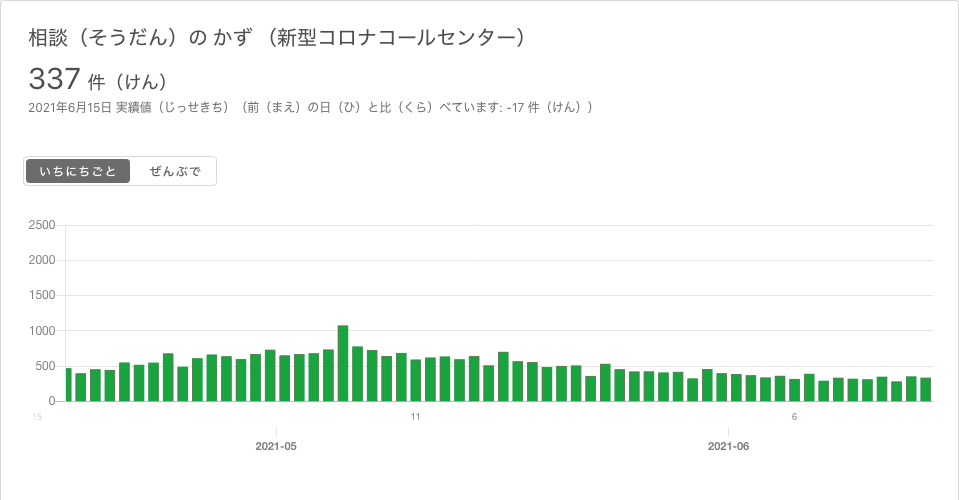 相談（そうだん）の かず （新型コロナコールセンター）
337 件（けん）
2021年6月15日 実績値（じっせきち）（前（まえ）の日（ひ）と比（くら）べています: -17 件（けん））
いちにちごと ぜんぶで
2500
2000
1500
1000
500
0
15 11 6
2021-05 2021-06